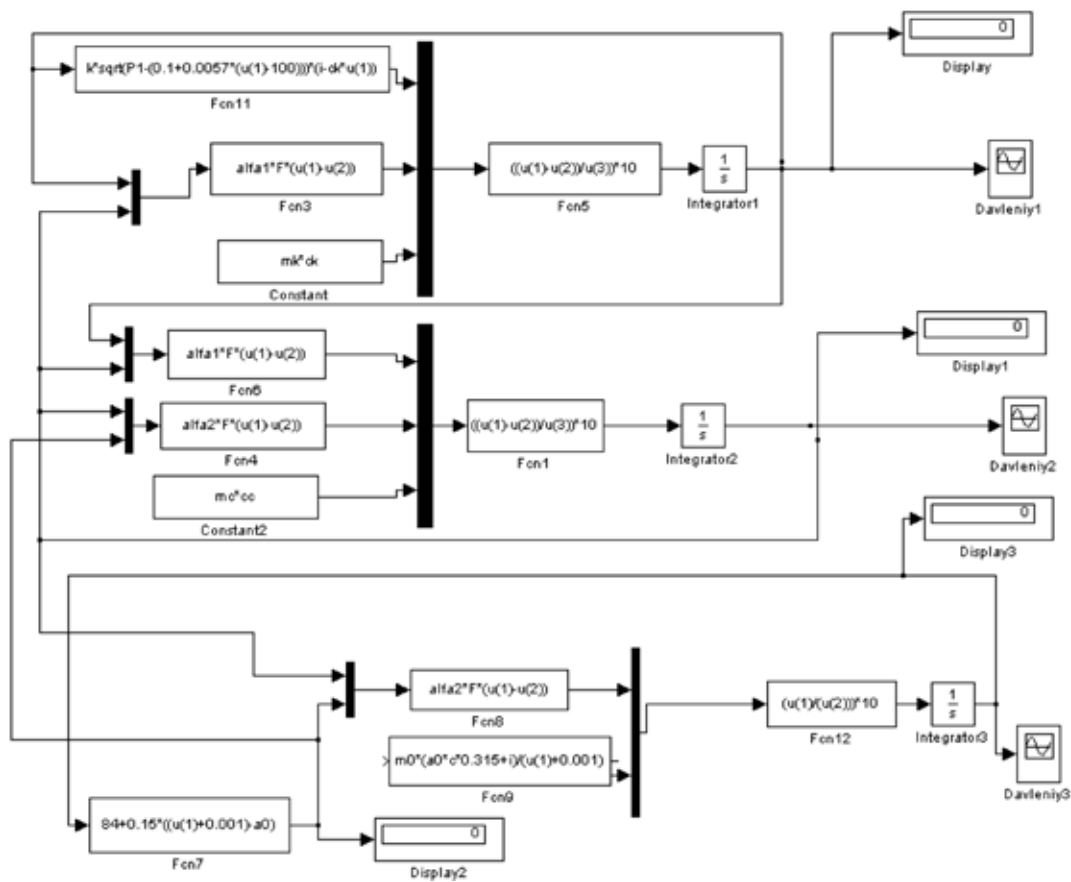 0
Display
k*sqrt(P1-(0.1+0.0057*(u(1)-100)))*(i-ck*u(1))
Fcn11
alfa1*F*(u(1)-u(2))
Fcn3
((u(1)-u(2))/u(3))*10
Fcn5
1
s
Integrator1
Davleniy1
mk*ck
Constant
0
Display1
alfa1*F*(u(1)-u(2))
Fcn6
alfa2*F*(u(1)-u(2))
Fcn4
((u(1)-u(2))/u(3))*10
Fcn1
1
s
Integrator2
Davleniy2
mc*cc
Constant2
0
Display3
alfa2*F*(u(1)-u(2))
Fcn8
(u(1)/(u(2)))*10
Fcn12
1
s
Integrator3
m0*(a0*c*0.315+i)/(u(1)+0.001)
Fcn9
Davleniy3
84+0.15*((u(1)+0.001)-a0)
Fcn7
0
Display2